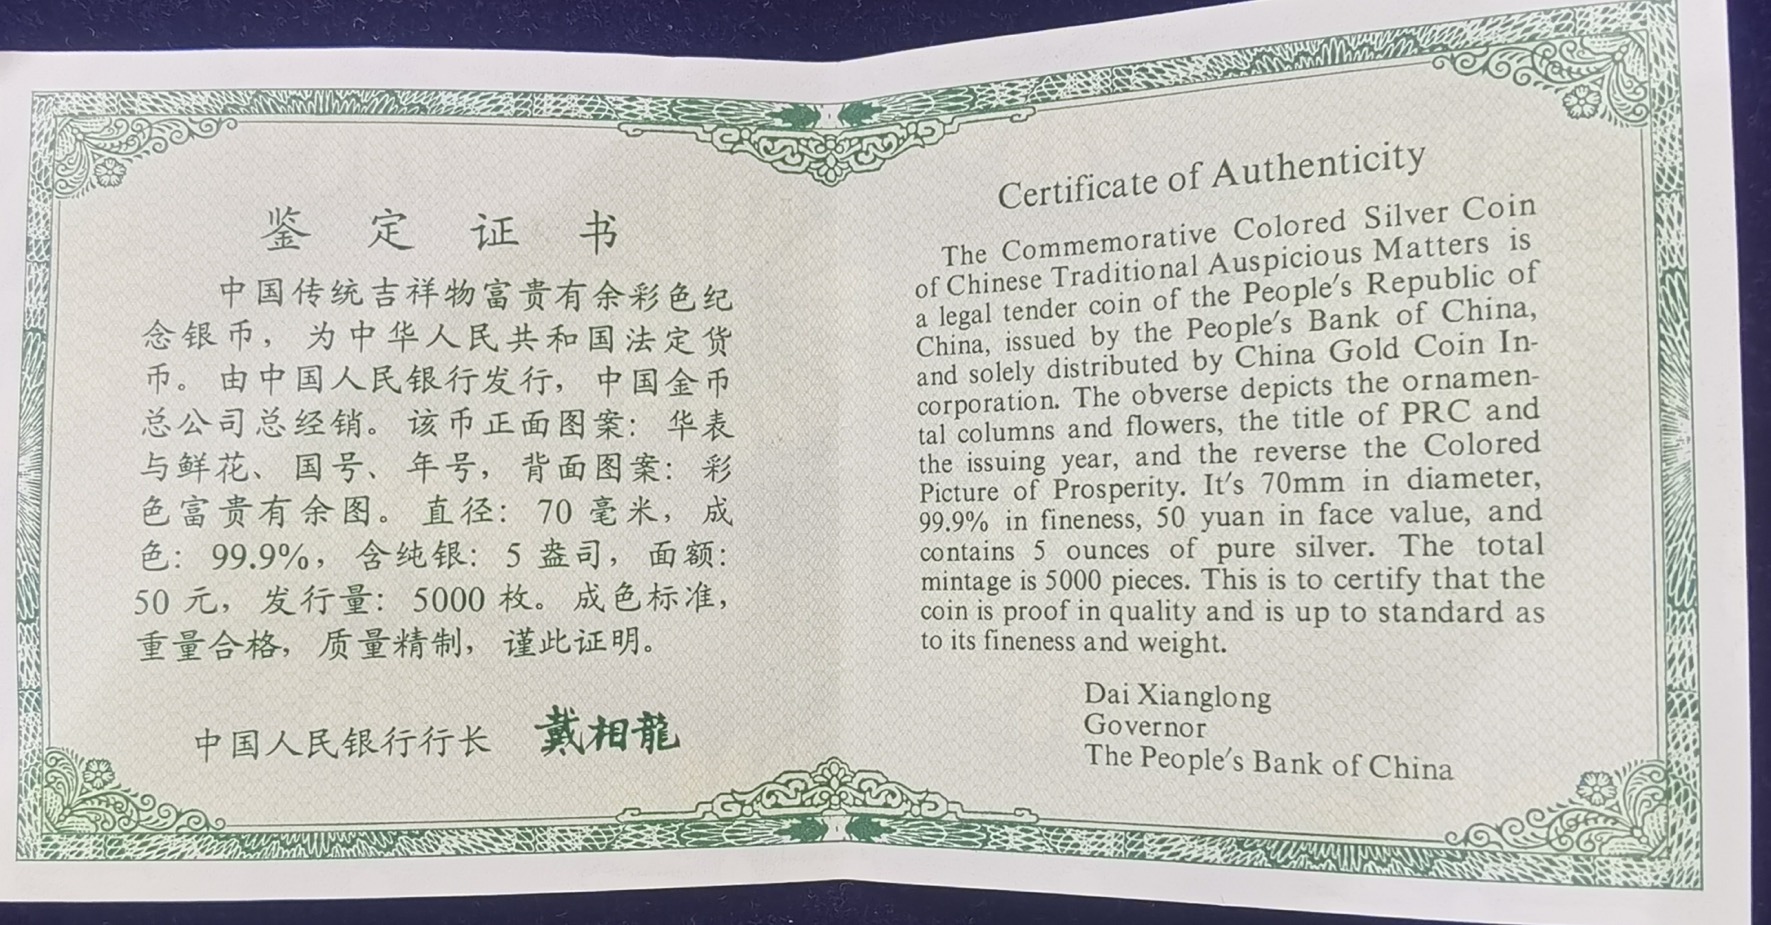 鉴定证书
中国传统吉祥物富贵有余彩色纪
念银币，为中华人民共和国法定货
币。由中国人民银行发行，中国金币
总公司总经销。该币正面图案：华表
与鲜花、国号、年号，背面图案：彩
色富贵有余图。直径：70毫米，成
色：99.9%，含纯银：5盎司，面额：
50元，发行量：5000枚。成色标准，
重量合格，质量精制，谨此证明。
中国人民银行行长 戴相龍
Certificate of Authenticity
The Commemorative Colored Silver Coin
of Chinese Traditional Auspicious Matters is
a legal tender coin of the People's Republic of
China, issued by the People's Bank of China,
and solely distributed by China Gold Coin In-
corporation. The obverse depicts the ornamen-
tal columns and flowers, the title of PRC and
the issuing year, and the reverse the Colored
Picture of Prosperity. It's 70mm in diameter,
99.9% in fineness, 50 yuan in face value, and
contains 5 ounces of pure silver. The total
mintage is 5000 pieces. This is to certify that the
coin is proof in quality and is up to standard as
to its fineness and weight.
Dai Xianglong
Governor
The People's Bank of China